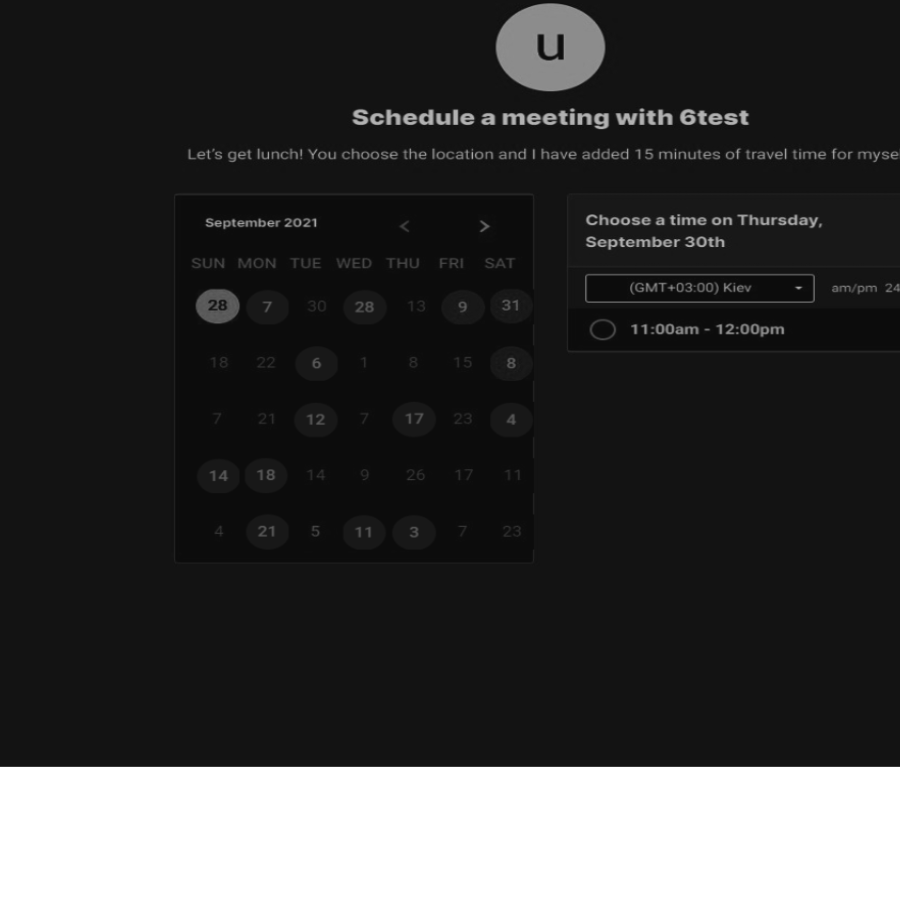 u
Schedule a meeting with 6test
Let's get lunch! You choose the location and I have added 15 minutes of travel time for myse
September 2021 < >
SUN MON TUE WED THU FRI SAT
28 7 30 28 13 9 31
18 22 6 1 8 15 8
7 21 12 7 17 23 4
14 18 14 9 26 17 11
4 21 5 11 3 7 23
Choose a time on Thursday,
September 30th
(GMT+03:00) Kiev
am/pm 24
11:00am - 12:00pm